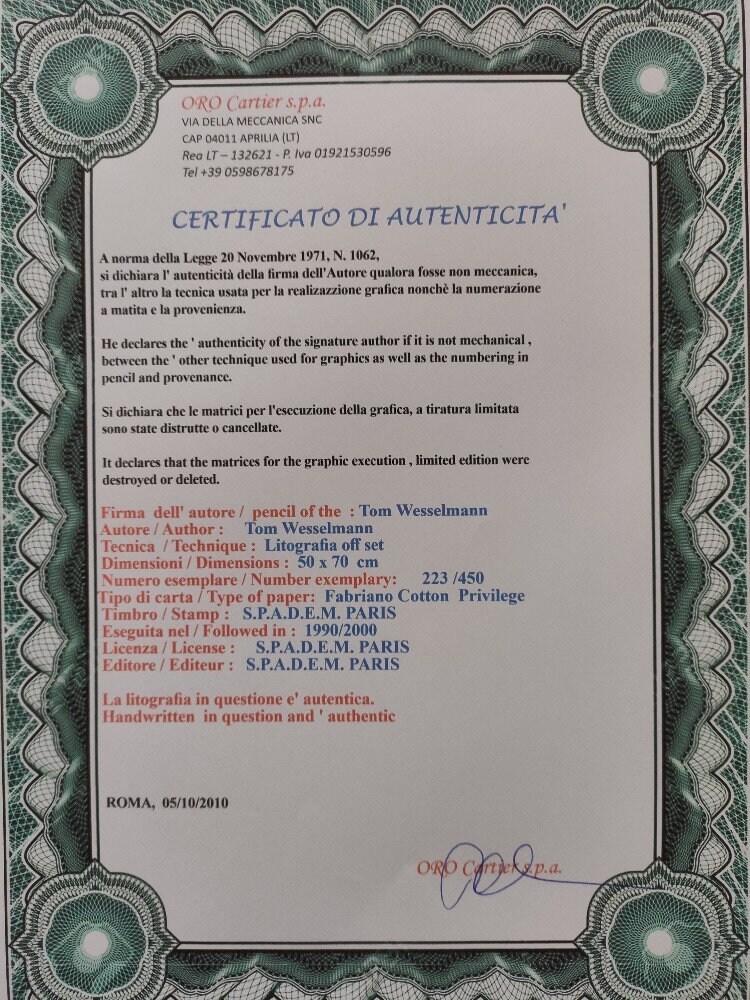 ORO Cartier s.p.a.
VIA DELLA MECCANICA SNC
CAP 04011 APRILIA (LT)
Rea LT – 132621 - P. Iva 01921530596
Tel +39 0598678175
CERTIFICATO DI AUTENTICITA'
A norma della Legge 20 Novembre 1971, N. 1062,
si dichiara l' autenticità della firma dell'Autore qualora fosse non meccanica,
tra l' altro la tecnica usata per la realizazzione grafica nonchè la numerazione
a matita e la provenienza.
He declares the ' authenticity of the signature author if it is not mechanical ,
between the ' other technique used for graphics as well as the numbering in
pencil and provenance.
Si dichiara che le matrici per l'esecuzione della grafica, a tiratura limitata
sono state distrutte o cancellate.
It declares that the matrices for the graphic execution , limited edition were
destroyed or deleted.
Firma dell' autore / pencil of the : Tom Wesselmann
Autore / Author : Tom Wesselmann
Tecnica / Technique : Litografia off set
Dimensioni / Dimensions : 50 x 70 cm
Numero esemplare / Number exemplary: 223 /450
Tipo di carta / Type of paper: Fabriano Cotton Privilege
Timbro / Stamp : S.P.A.D.E.M. PARIS
Eseguita nel / Followed in : 1990/2000
Licenza / License : S.P.A.D.E.M. PARIS
Editore / Editeur : S.P.A.D.E.M. PARIS
La litografia in questione e' autentica.
Handwritten in question and ' authentic
ROMA, 05/10/2010
ORO Cartier s.p.a.